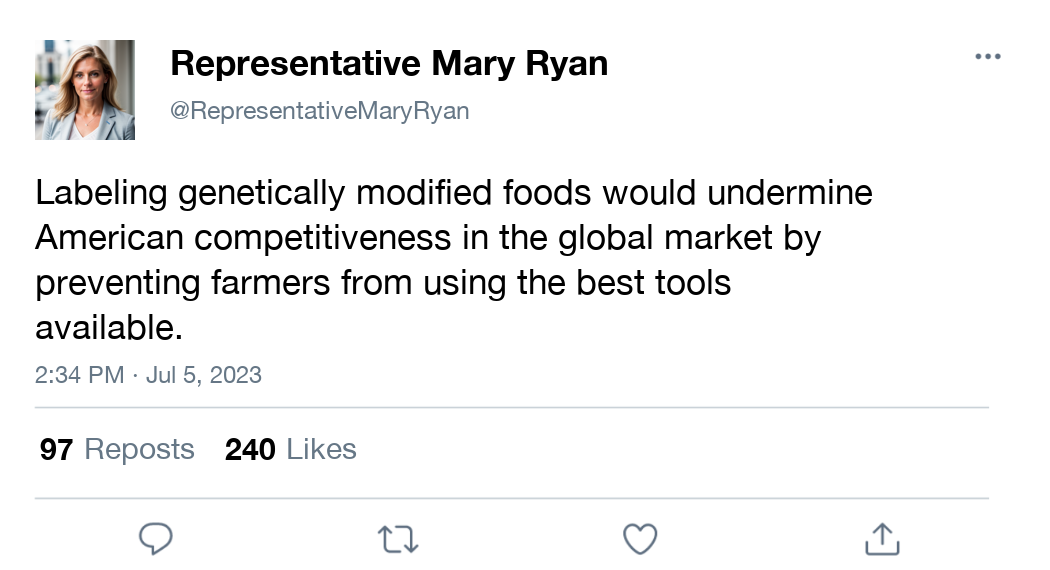 Representative Mary Ryan
@RepresentativeMaryRyan
Labeling genetically modified foods would undermine
American competitiveness in the global market by
preventing farmers from using the best tools
available.
2:34 PM · Jul 5, 2023
97 Reposts 240 Likes